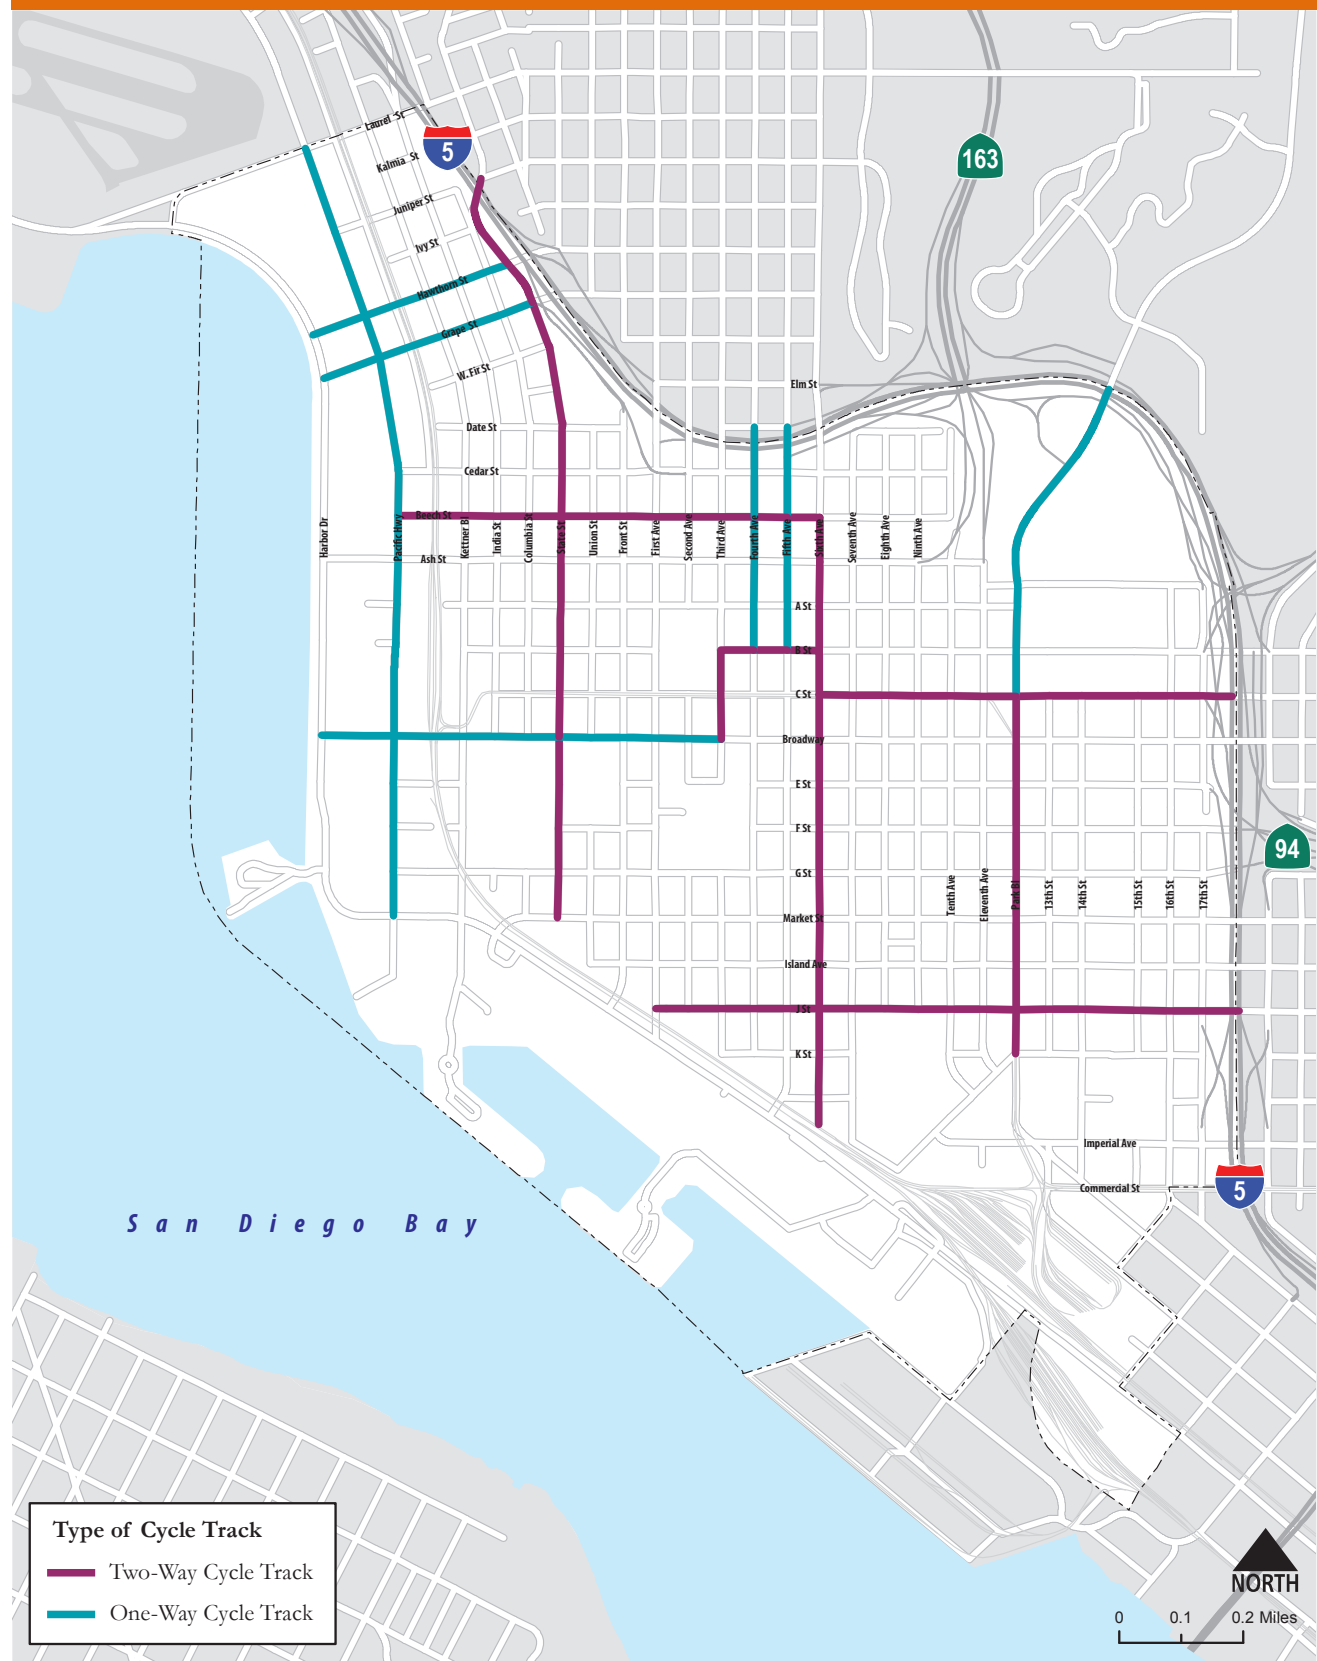 Laurel St
5
Kalmia St
163
Juniper St
Ivy St
Hawthorn St
Grape St
W. Fir St
Elm St
Date St
Cedar St
Beech St
Harbor Dr
Pacific Hwy
Kettner Bl
India St
Columbia St
State St
Union St
Front St
First Ave
Second Ave
Third Ave
Fourth Ave
Fifth Ave
Sixth Ave
Seventh Ave
Eighth Ave
Ninth Ave
Ash St
A St
B St
C St
Broadway
E St
F St
94
G St
Tenth Ave
Eleventh Ave
Park Bl
13th St
14th St
15th St
16th St
17th St
Market St
Island Ave
J St
K St
Imperial Ave
Commercial St
5
San Diego Bay
Type of Cycle Track
Two-Way Cycle Track
One-Way Cycle Track
NORTH
0 0.1 0.2 Miles